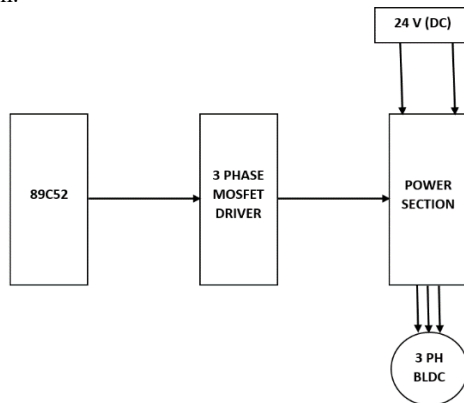 24 V (DC)
89C52
3 PHASE
MOSFET
DRIVER
POWER
SECTION
3 PH
BLDC